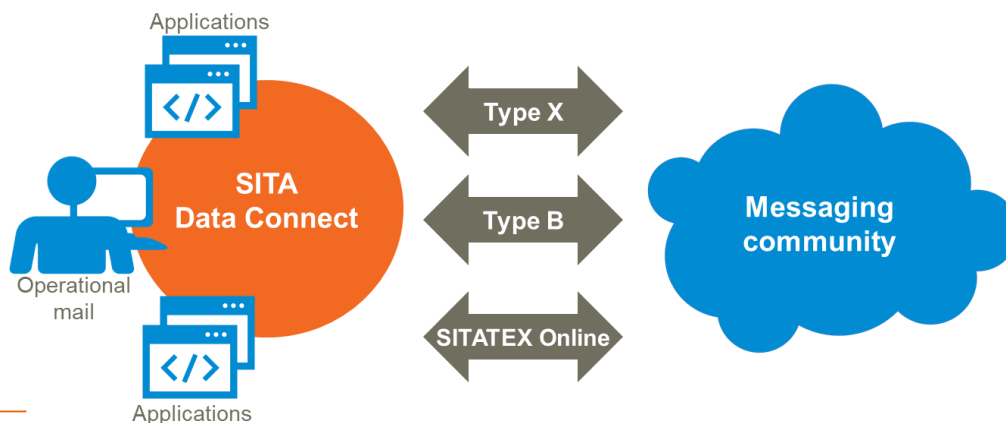 Applications
</>
SITA
Data Connect
Operational
mail
</>
Applications
Type X
Type B
SITATEX Online
Messaging
community